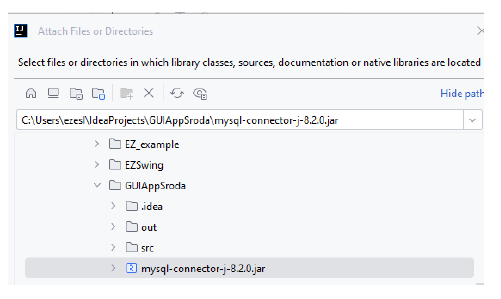 Attach Files or Directories
Select files or directories in which library classes, sources, documentation or native libraries are located
Hide path
C:\Users\ezesl\IdeaProjects\GUIAppSroda\mysql-connector-j-8.2.0.jar
EZ_example
EZSwing
GUIAppSroda
.idea
out
src
mysql-connector-j-8.2.0.jar